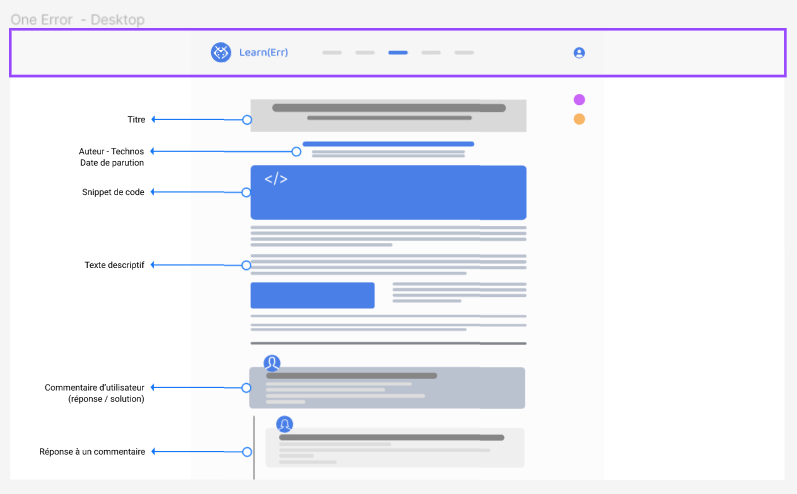 One Error - Desktop
Learn(Err)
Titre
Auteur - Technos
Date de parution
Snippet de code
</>
Texte descriptif
Commentaire d'utilisateur
(réponse / solution)
Réponse à un commentaire